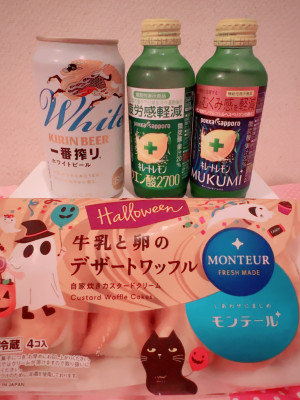 White
KIRIN BEER
一番搾り
ホワイトビール
疲労感軽減
pokka sapporo
キレートレモン
クエン酸2700
pokka sapporo
キレートレモン
MUKUMI
Halloween
牛乳と卵の
デザートワッフル
自家炊きカスタードクリーム
Custard Waffle Cakes
MONTEUR
FRESH MADE
モンテール
冷蔵 4コ入